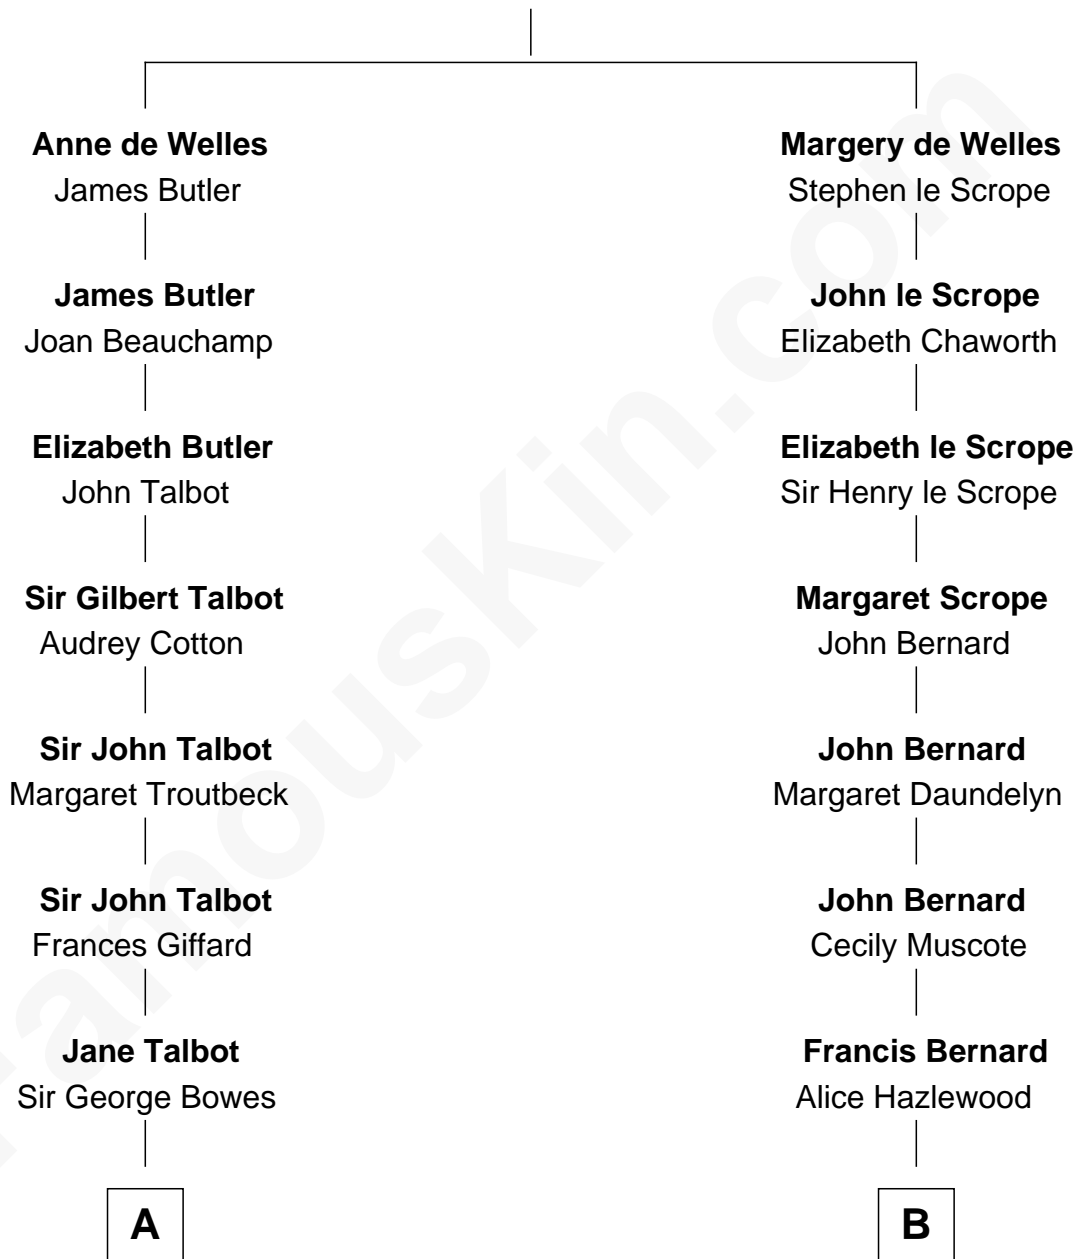 Anne de Welles
James Butler
James Butler
Joan Beauchamp
Elizabeth Butler
John Talbot
Sir Gilbert Talbot
Audrey Cotton
Sir John Talbot
Margaret Troutbeck
Sir John Talbot
Frances Giffard
Jane Talbot
Sir George Bowes
A
Margery de Welles
Stephen le Scrope
John le Scrope
Elizabeth Chaworth
Elizabeth le Scrope
Sir Henry le Scrope
Margaret Scrope
John Bernard
John Bernard
Margaret Daundelyn
John Bernard
Cecily Muscote
Francis Bernard
Alice Hazlewood
B
FamousKin.com